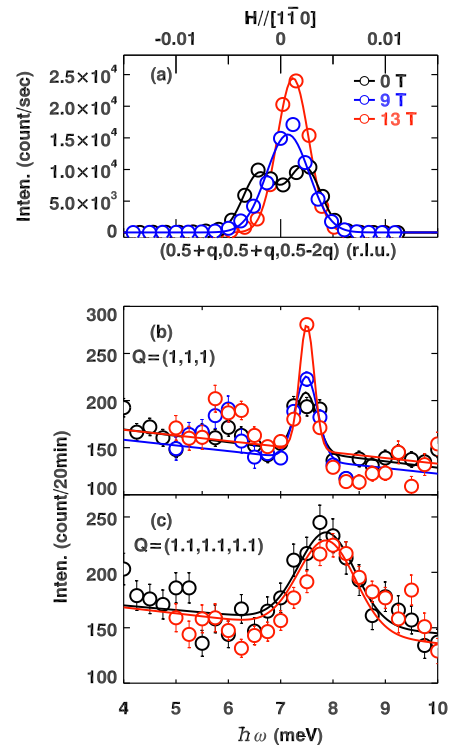 H//[11̄0]
-0.01 0 0.01
(a)
0 T
9 T
13 T
2.5×10⁴
2.0×10⁴
1.5×10⁴
1.0×10⁴
5.0×10³
0
Inten. (count/sec)
(0.5+q,0.5+q,0.5-2q) (r.l.u.)
300
250
200
150
100
(b)
Q=(1,1,1)
Inten. (count/20min)
250
200
150
100
(c)
Q=(1.1,1.1,1.1)
4 5 6 7 8 9 10
ħω (meV)